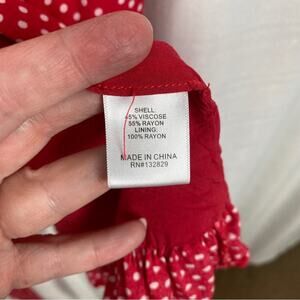 SHELL:
45% VISCOSE
55% RAYON
LINING:
100% RAYON
MADE IN CHINA
RN#132829